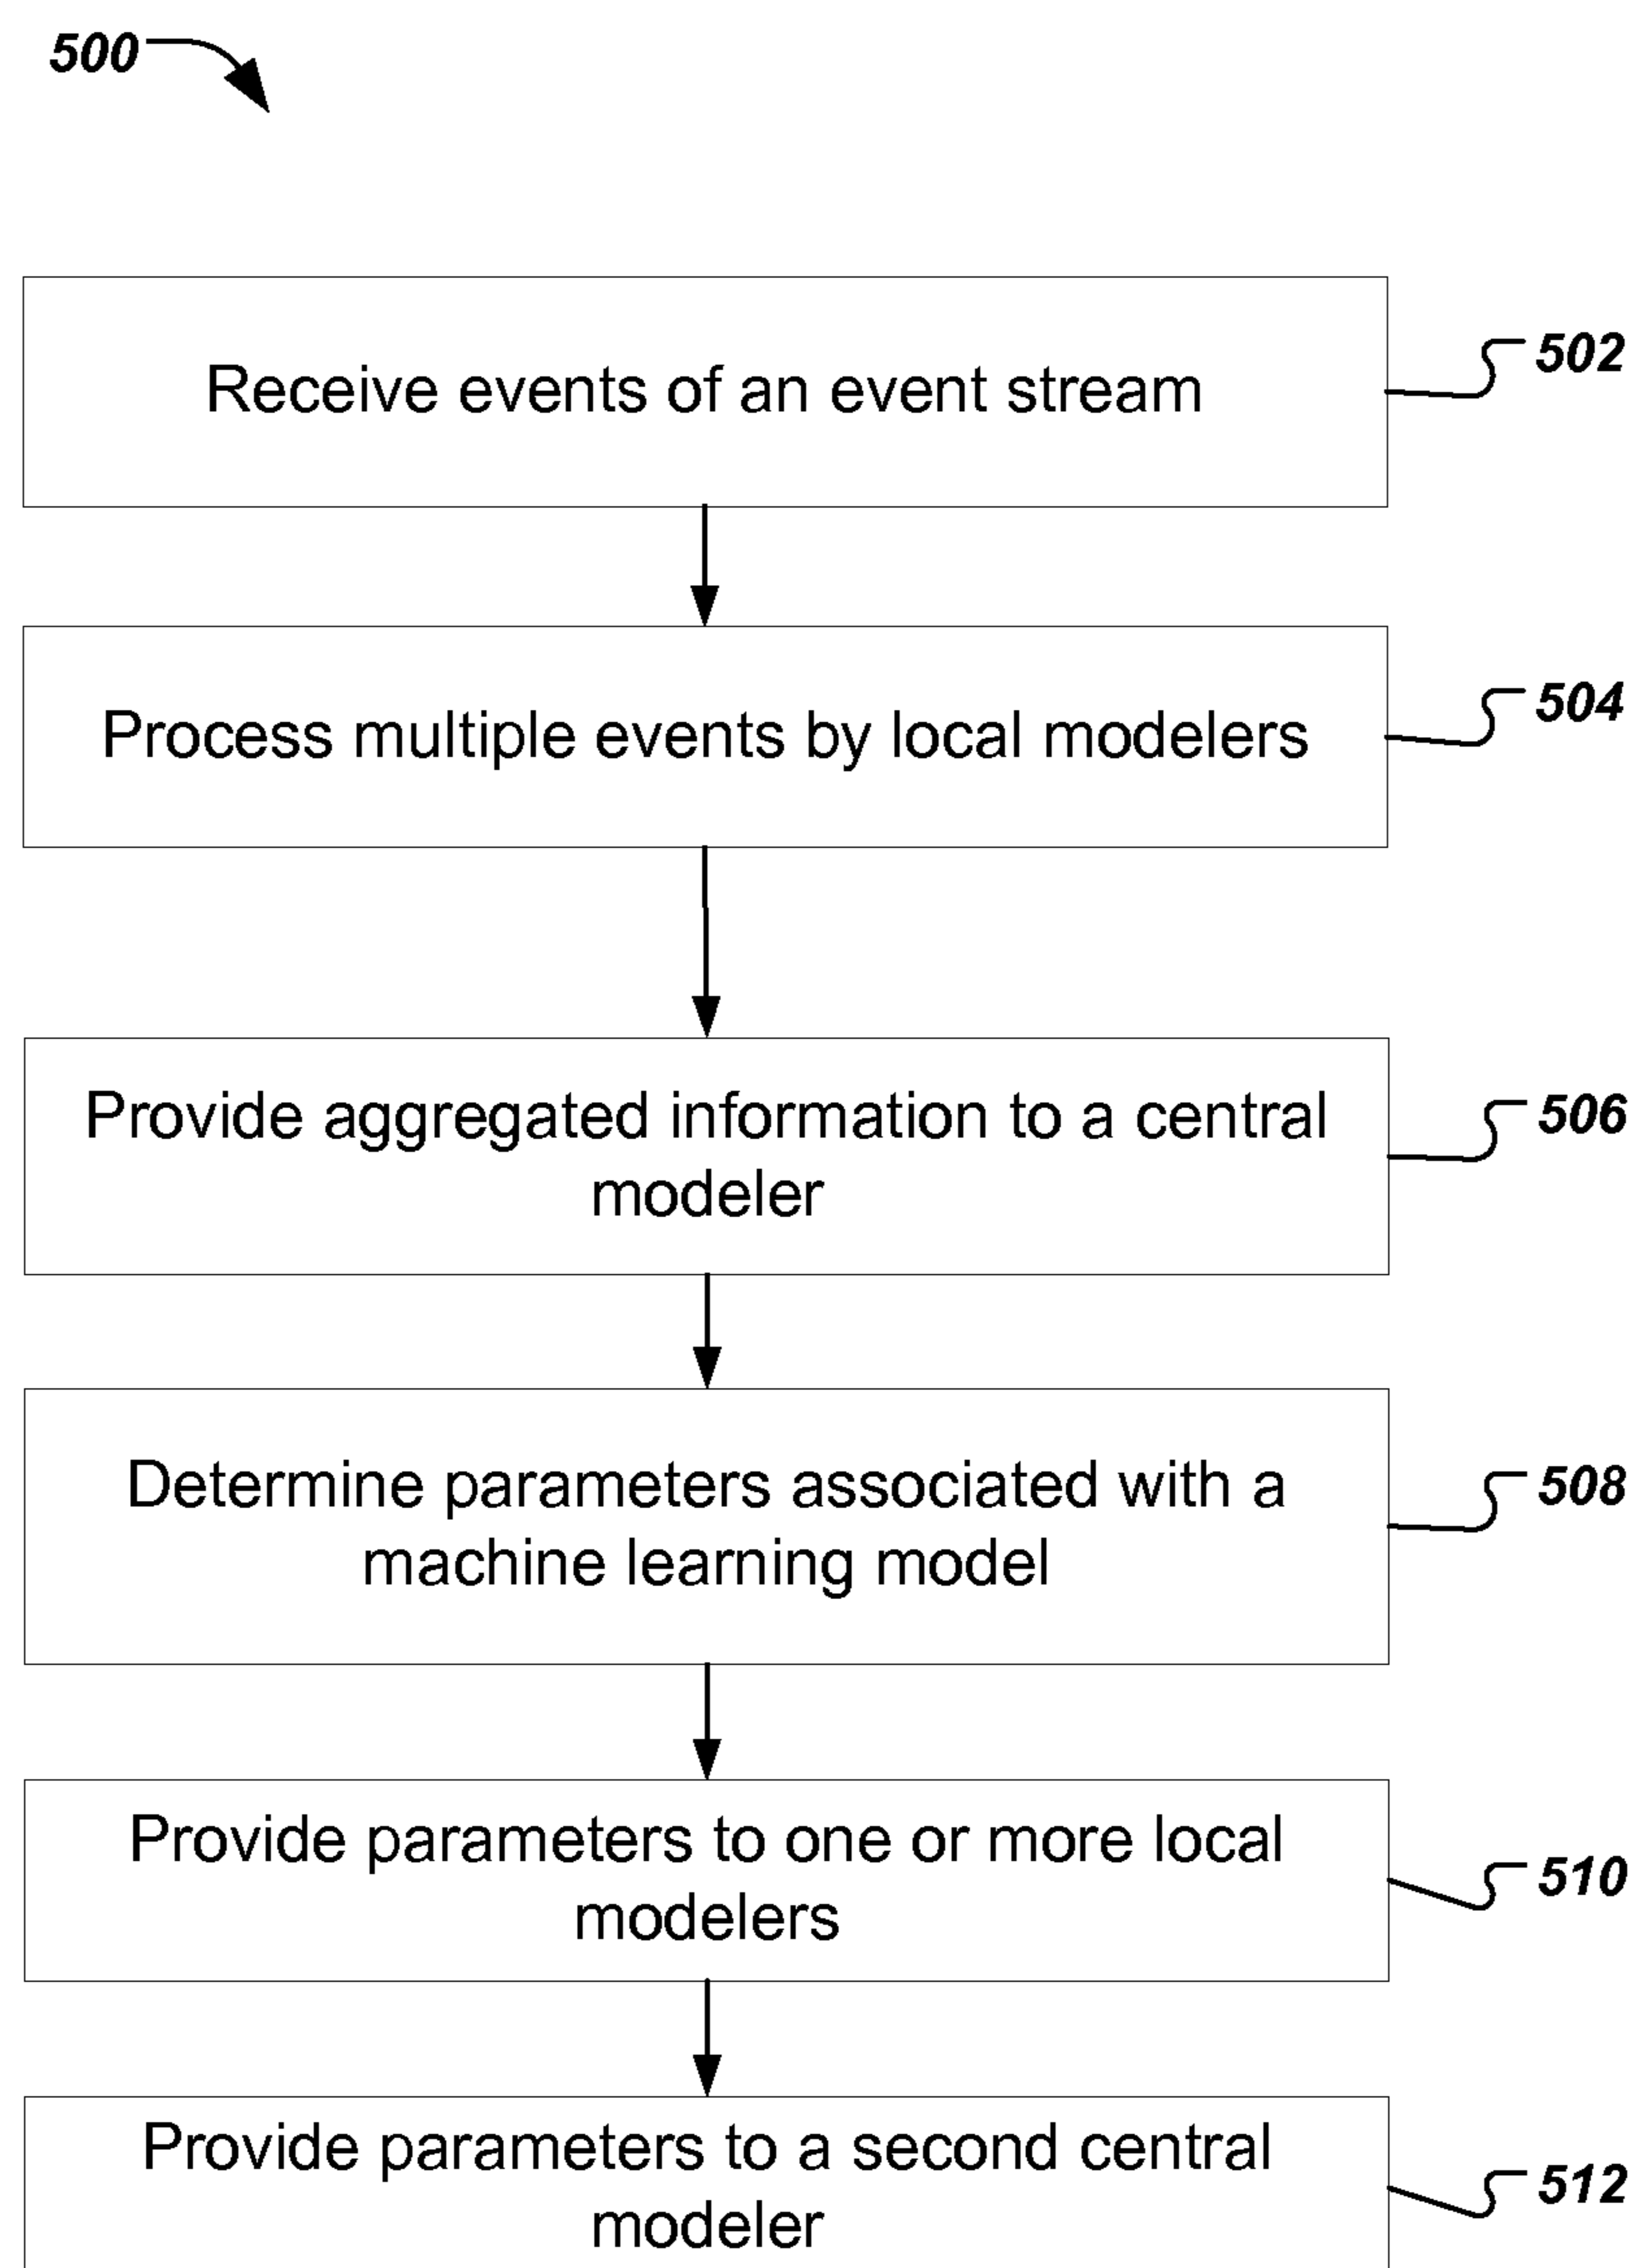 500
Receive events of an event stream
502
Process multiple events by local modelers
504
Provide aggregated information to a central
modeler
506
Determine parameters associated with a
machine learning model
508
Provide parameters to one or more local
modelers
510
Provide parameters to a second central
modeler
512